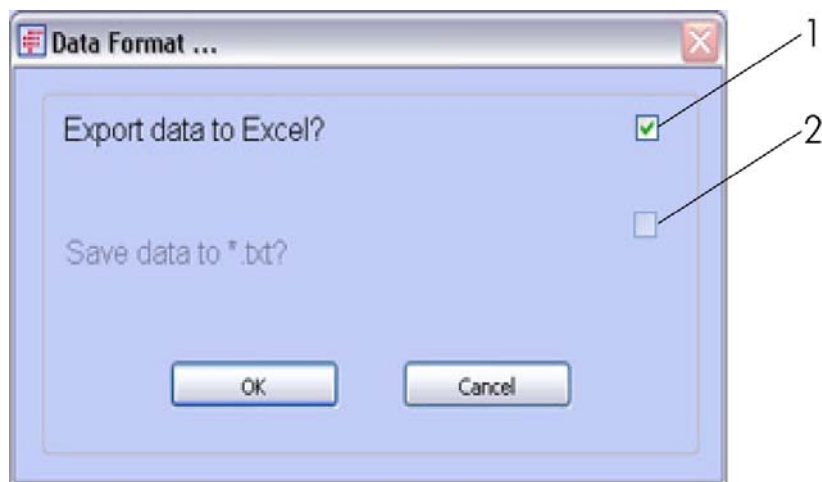 Data Format ...
1
Export data to Excel?
2
Save data to *.txt?
OK Cancel